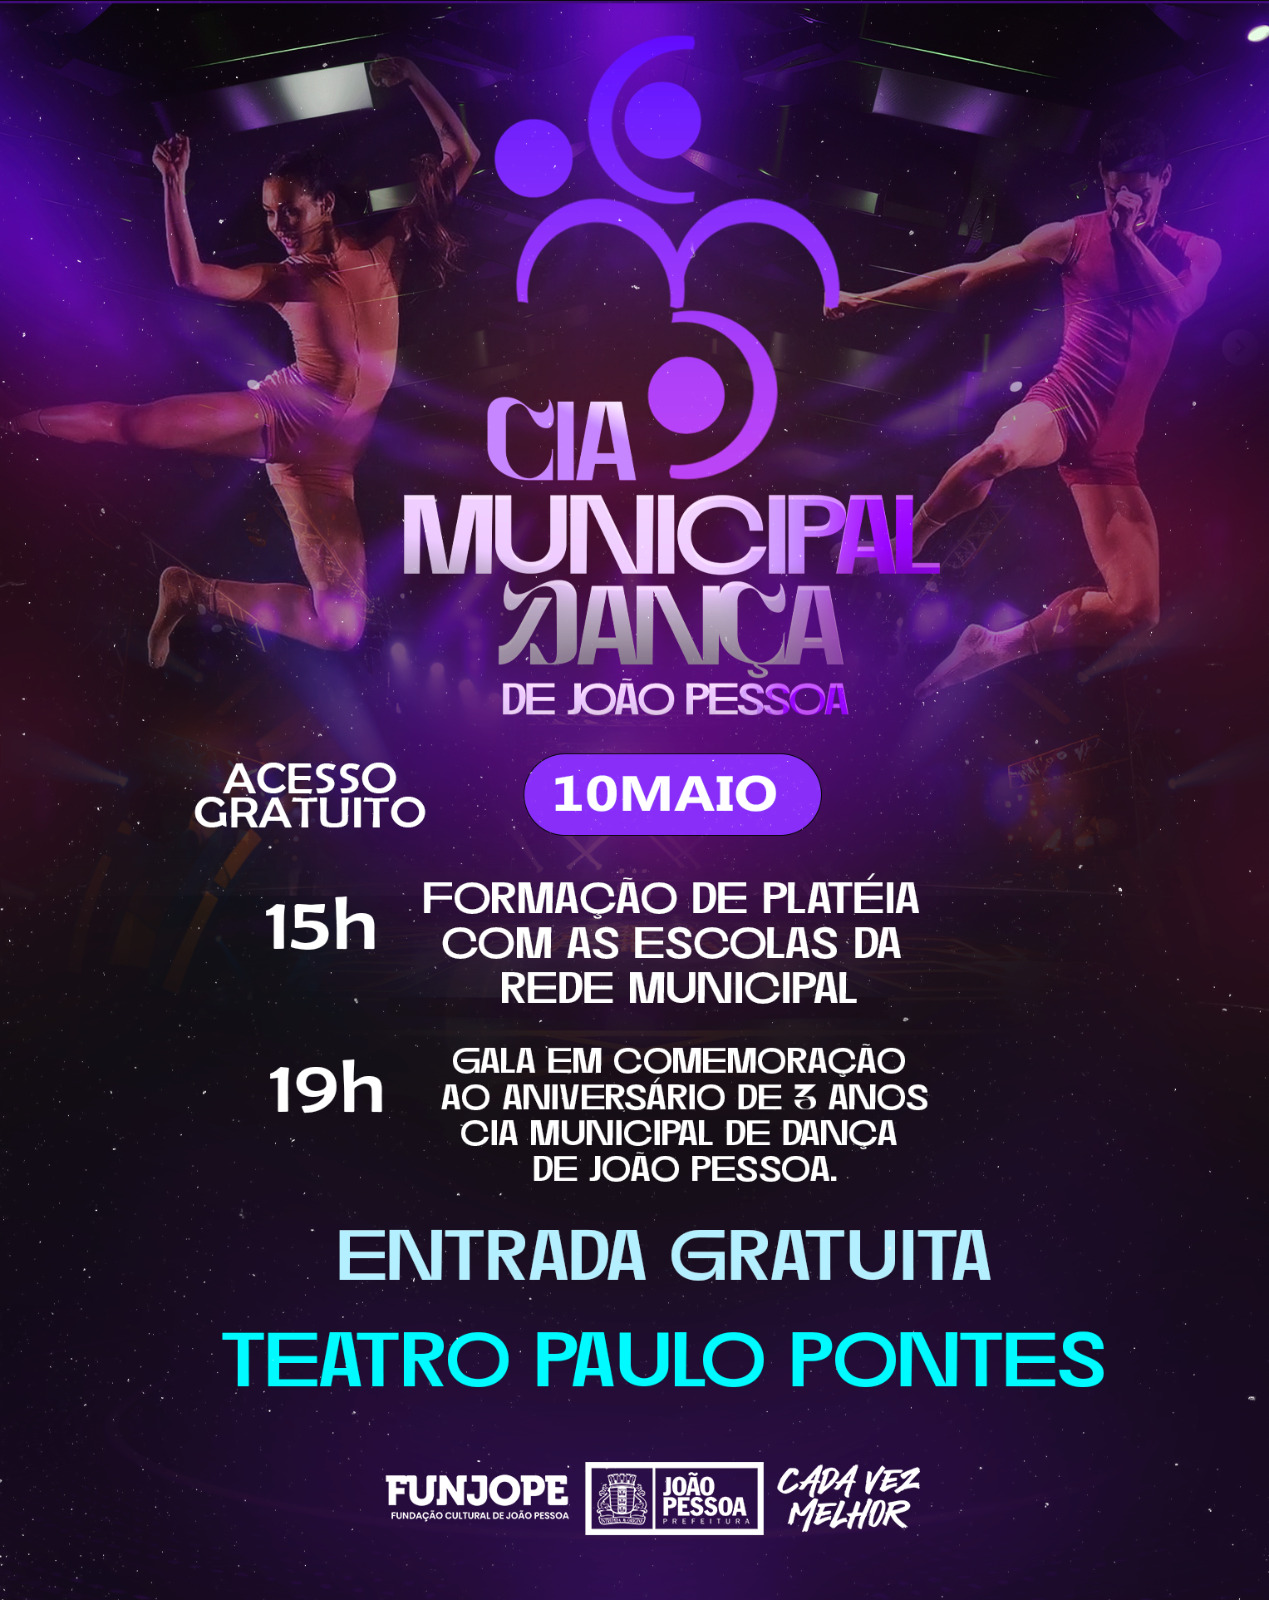 CIA
MUNICIPAL
DANÇA
DE JOÃO PESSOA
ACESSO
GRATUITO
10MAIO
15h
FORMAÇÃO DE PLATÉIA
COM AS ESCOLAS DA
REDE MUNICIPAL
19h
GALA EM COMEMORAÇÃO
AO ANIVERSÁRIO DE 3 ANOS
CIA MUNICIPAL DE DANÇA
DE JOÃO PESSOA.
ENTRADA GRATUITA
TEATRO PAULO PONTES
FUNJOPE
FUNDAÇÃO CULTURAL DE JOÃO PESSOA
JOÃO
PESSOA
PREFEITURA
CADA VEZ
MELHOR